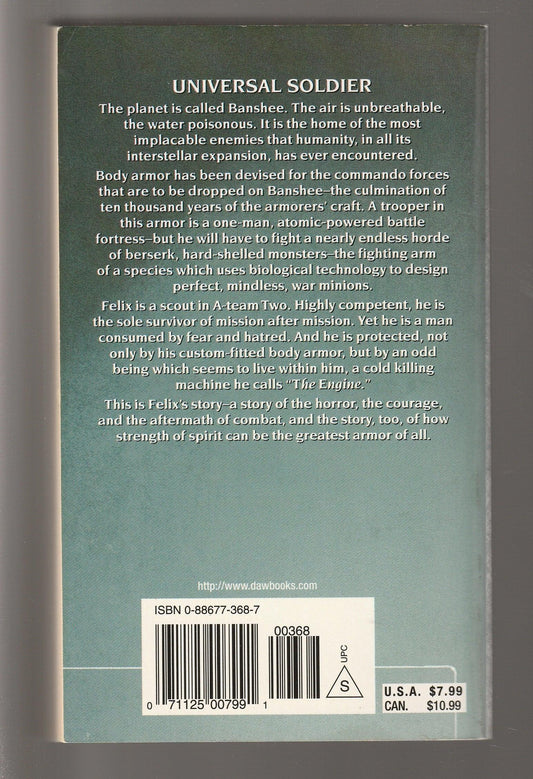 UNIVERSAL SOLDIER
The planet is called Banshee. The air is unbreathable,
the water poisonous. It is the home of the most
implacable enemies that humanity, in all its
interstellar expansion, has ever encountered.
Body armor has been devised for the commando forces
that are to be dropped on Banshee—the culmination of
ten thousand years of the armorers' craft. A trooper in
this armor is a one-man, atomic-powered battle
fortress—but he will have to fight a nearly endless horde
of berserk, hard-shelled monsters—the fighting arm
of a species which uses biological technology to design
perfect, mindless, war minions.
Felix is a scout in A-team Two. Highly competent, he is
the sole survivor of mission after mission. Yet he is a man
consumed by fear and hatred. And he is protected, not
only by his custom-fitted body armor, but by an odd
being which seems to live within him, a cold killing
machine he calls "The Engine."
This is Felix's story—a story of the horror, the courage,
and the aftermath of combat, and the story, too, of how
strength of spirit can be the greatest armor of all.
http://www.dawbooks.com
ISBN 0-88677-368-7
00368
UPC
S
0 71125 00799 1
U.S.A. $7.99
CAN. $10.99